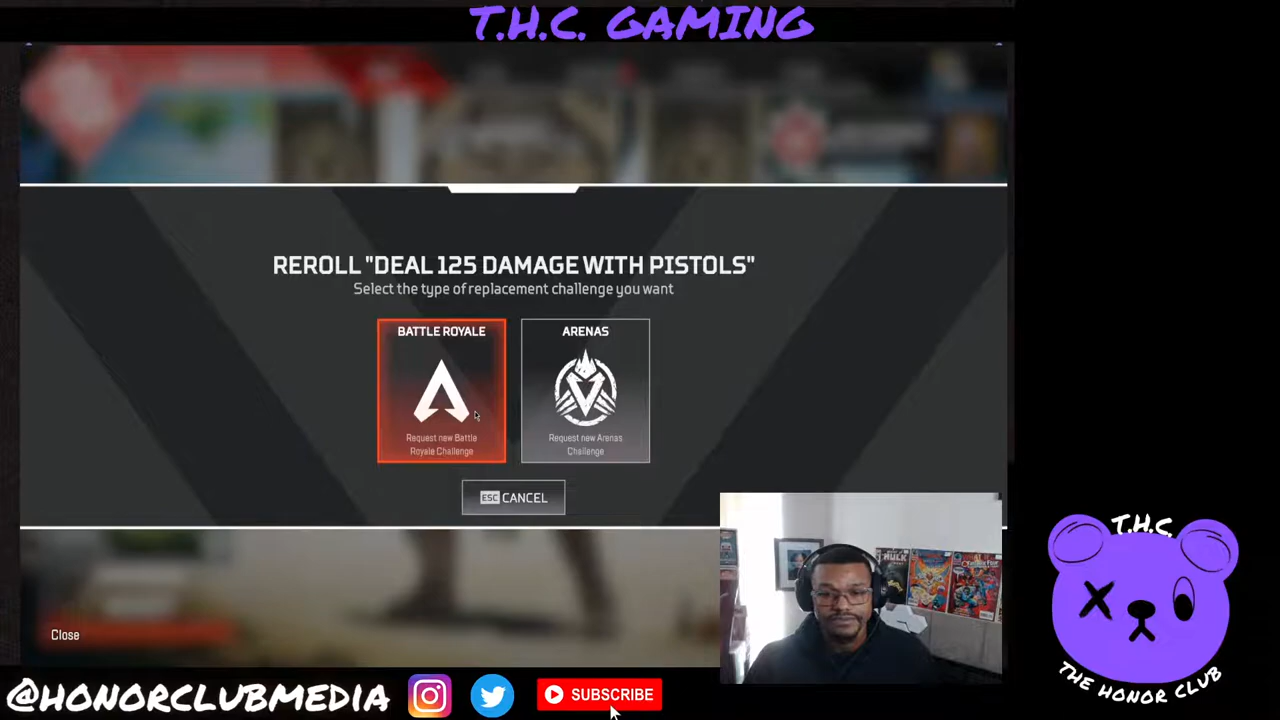 T.H.C. GAMING
REROLL "DEAL 125 DAMAGE WITH PISTOLS"
Select the type of replacement challenge you want
BATTLE ROYALE
Request new Battle
Royale Challenge
ARENAS
Request new Arenas
Challenge
ESC CANCEL
Close
HULK
T.H.C.
THE HONOR CLUB
@HONORCLUBMEDIA
SUBSCRIBE